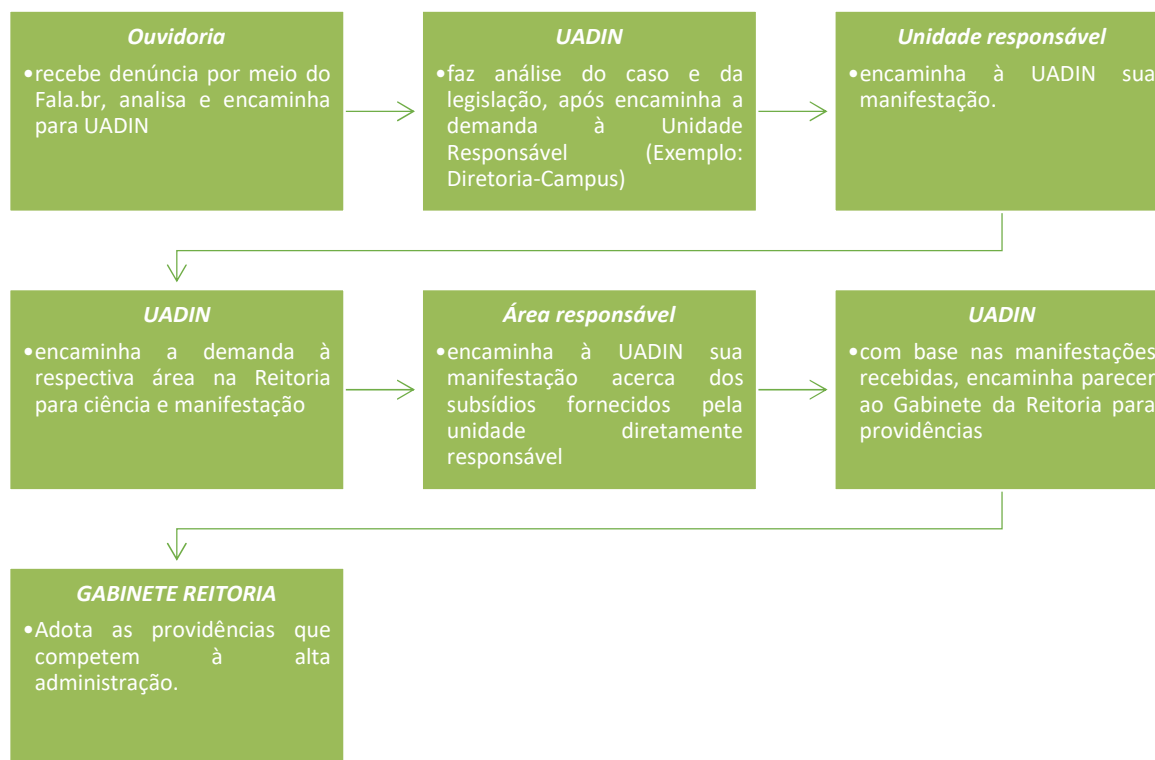 Ouvidoria
•recebe denúncia por meio do
Fala.br, analisa e encaminha
para UADIN
UADIN
•faz análise do caso e da
legislação, após encaminha a
demanda à Unidade
Responsável (Exemplo:
Diretoria-Campus)
Unidade responsável
•encaminha à UADIN sua
manifestação.
UADIN
•encaminha a demanda à
respectiva área na Reitoria
para ciência e manifestação
Área responsável
•encaminha à UADIN sua
manifestação acerca dos
subsídios fornecidos pela
unidade diretamente
responsável
UADIN
•com base nas manifestações
recebidas, encaminha parecer
ao Gabinete da Reitoria para
providências
GABINETE REITORIA
•Adota as providências que
competem à alta
administração.